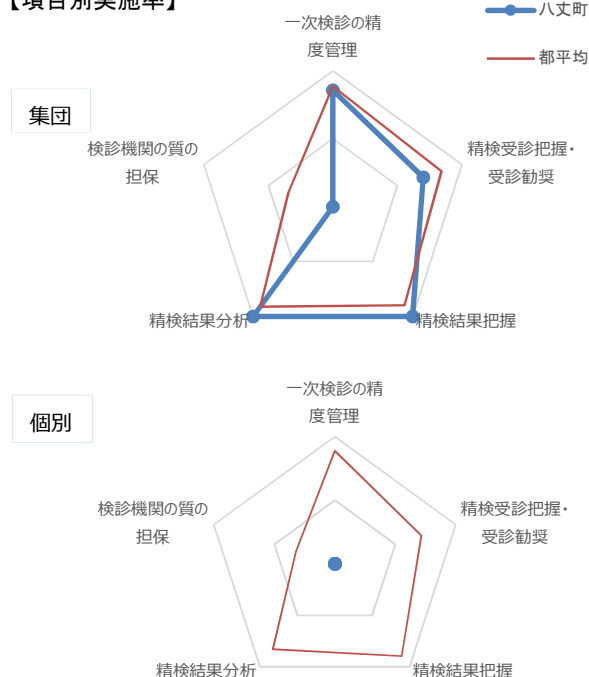 【項目別実施率】
八丈町
都平均
集団
一次検診の精
度管理
検診機関の質の
担保
精検受診把握・
受診勧奨
精検結果分析
精検結果把握
個別
一次検診の精
度管理
検診機関の質の
担保
精検受診把握・
受診勧奨
精検結果分析
精検結果把握